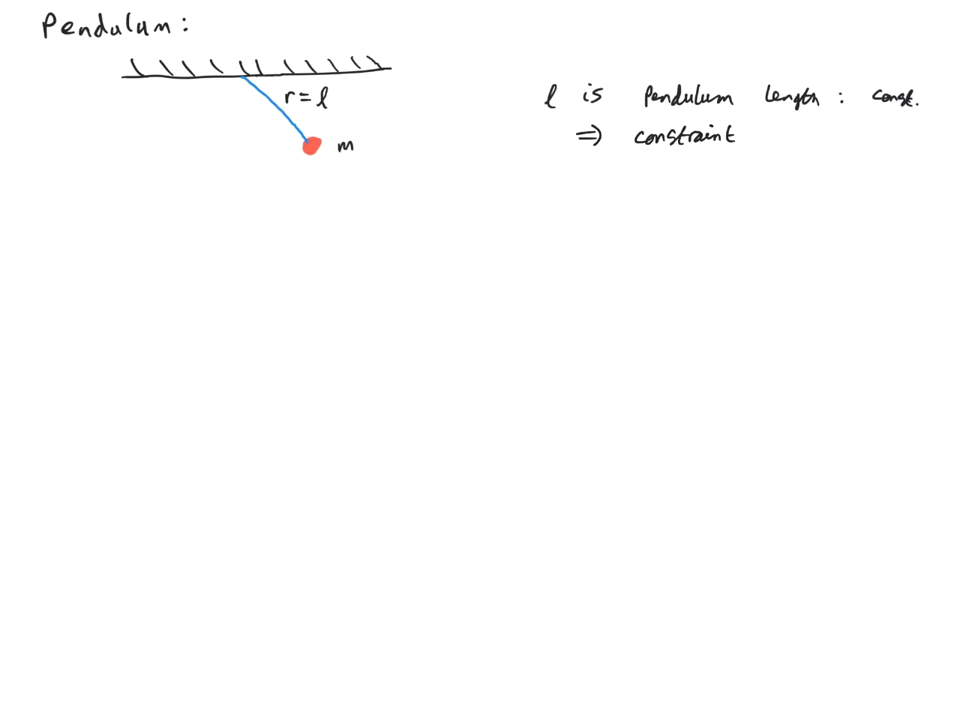 Pendulum:
r = l
m
l is pendulum length : const.
⇒ constraint